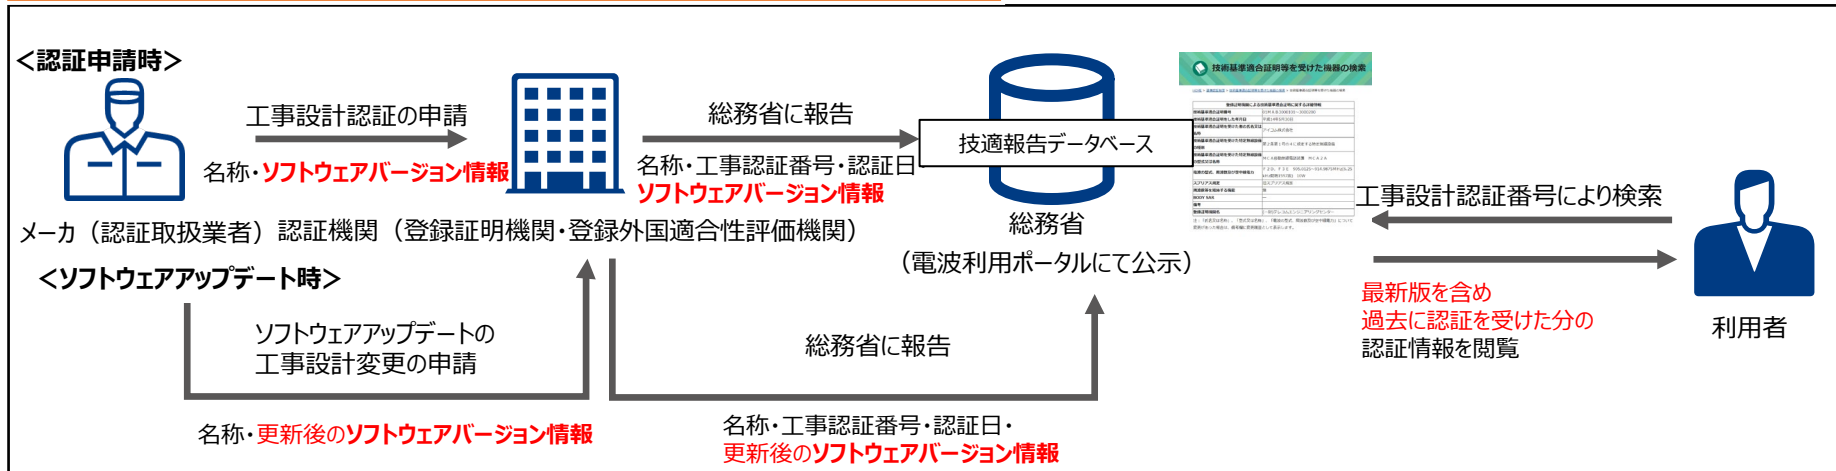 ＜認証申請時＞
工事設計認証の申請
名称・ソフトウェアバージョン情報
メーカ（認証取扱業者）
認証機関（登録証明機関・登録外国適合性評価機関）
総務省に報告
名称・工事認証番号・認証日・
ソフトウェアバージョン情報
技適報告データベース
総務省
（電波利用ポータルにて公示）
技術基準適合証明等を受けた機器の検索
工事設計認証番号により検索
最新版を含め
過去に認証を受けた分の
認証情報を閲覧
利用者
＜ソフトウェアアップデート時＞
ソフトウェアアップデートの
工事設計変更の申請
名称・更新後のソフトウェアバージョン情報
総務省に報告
名称・工事認証番号・認証日・
更新後のソフトウェアバージョン情報